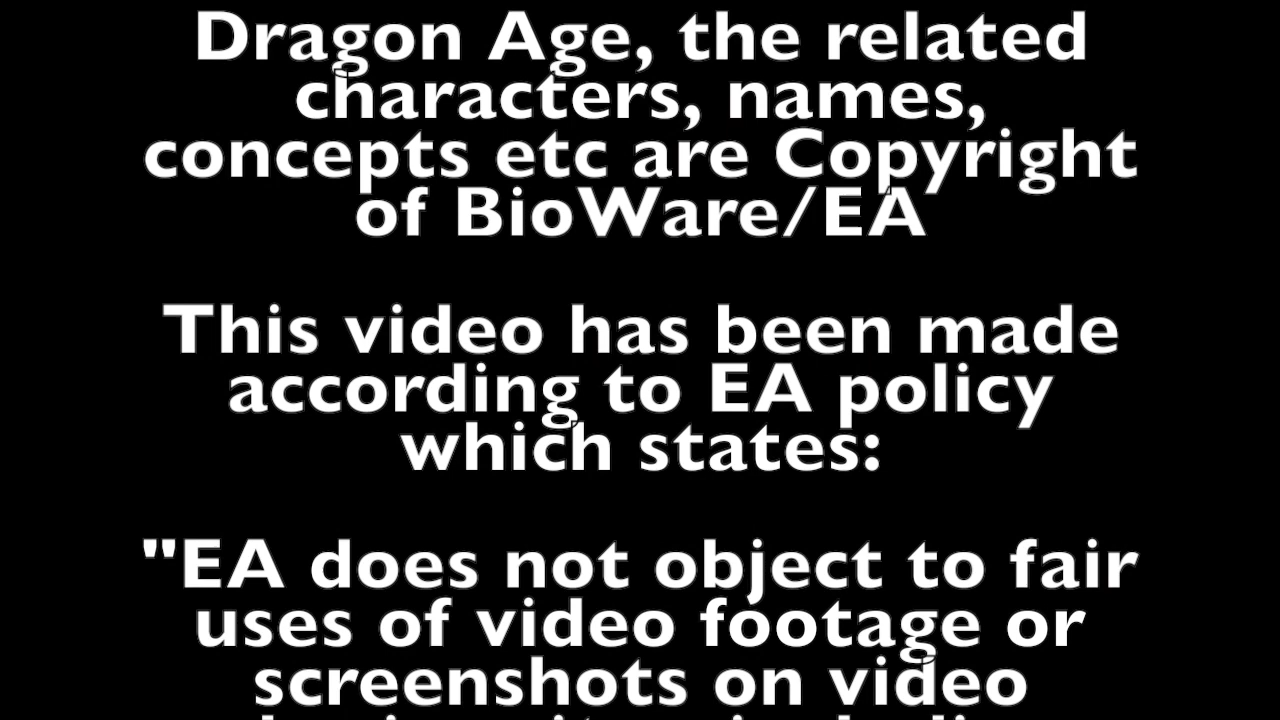 Dragon Age, the related
characters, names,
concepts etc are Copyright
of BioWare/EA
This video has been made
according to EA policy
which states:
"EA does not object to fair
uses of video footage or
screenshots on video